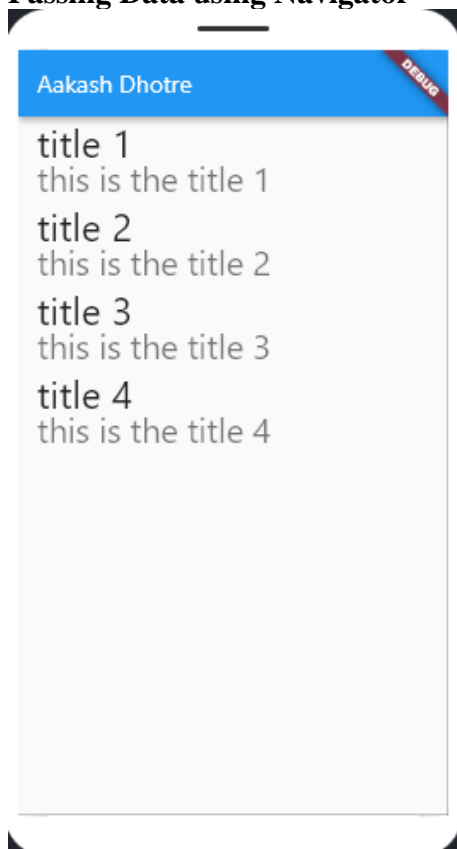 Passing Data using Navigator
Aakash Dhotre
DEBUG
title 1
this is the title 1
title 2
this is the title 2
title 3
this is the title 3
title 4
this is the title 4